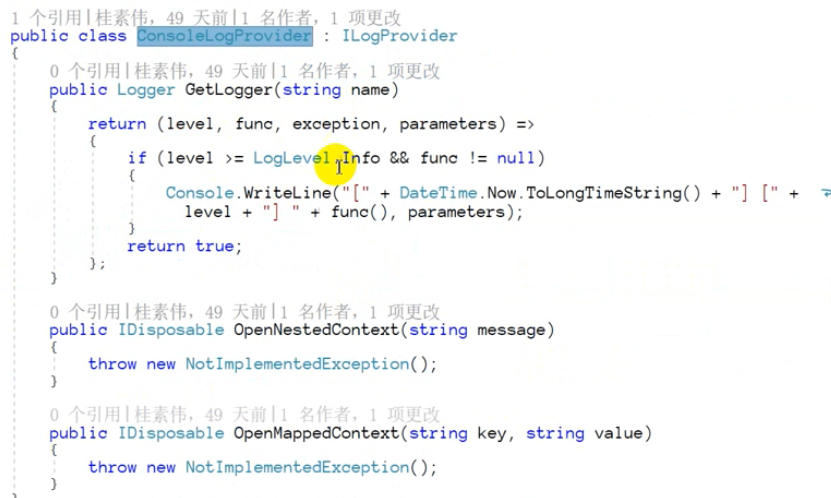 1 个引用|桂素伟，49 天前|1 名作者，1 项更改
public class ConsoleLogProvider : ILogProvider
{
0 个引用|桂素伟，49 天前|1 名作者，1 项更改
public Logger GetLogger(string name)
{
return (level, func, exception, parameters) =>
{
if (level >= LogLevel.Info && func != null)
{
Console.WriteLine("[" + DateTime.Now.ToLongTimeString() + "] [" +
level + "] " + func(), parameters);
}
return true;
};
}
0 个引用|桂素伟，49 天前|1 名作者，1 项更改
public IDisposable OpenNestedContext(string message)
{
throw new NotImplementedException();
}
0 个引用|桂素伟，49 天前|1 名作者，1 项更改
public IDisposable OpenMappedContext(string key, string value)
{
throw new NotImplementedException();
}
}